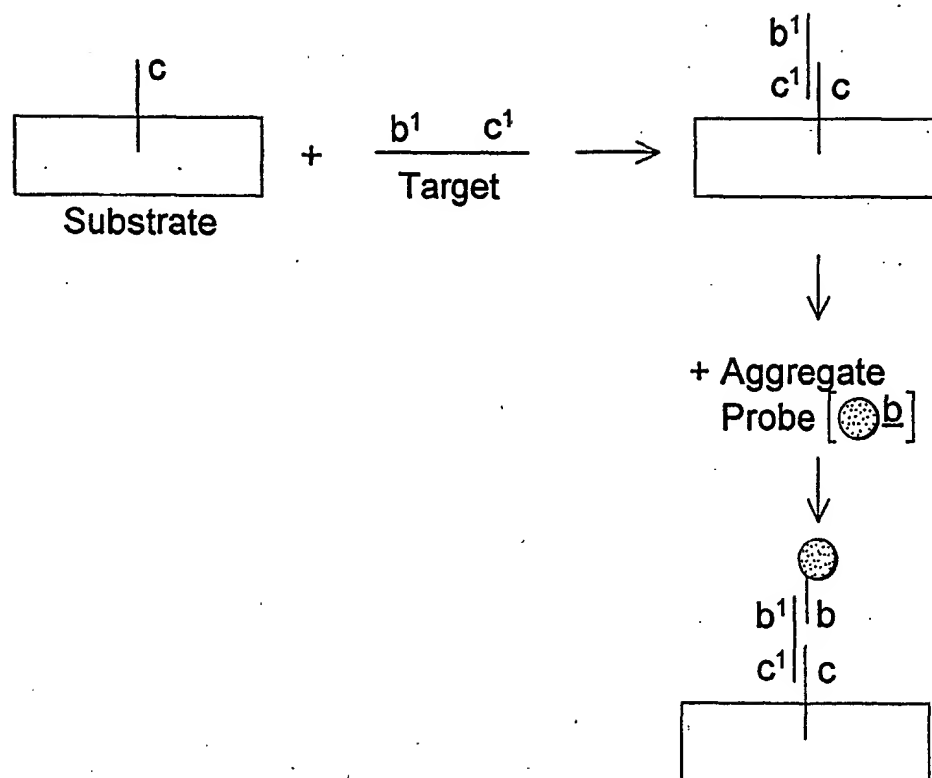 c
Substrate
+
b¹ c¹
Target
b¹
c¹ c
+ Aggregate
Probe [ b]
b¹ b
c¹ c